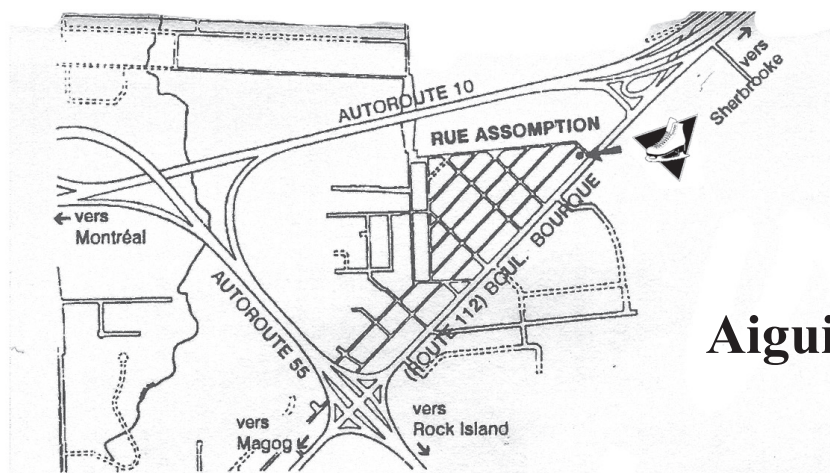 vers
Sherbrooke
AUTOROUTE 10
RUE ASSOMPTION
vers
Montréal
AUTOROUTE 55
(ROUTE 112) BOUL. BOURQUE
Aigui
vers
Magog
vers
Rock Island